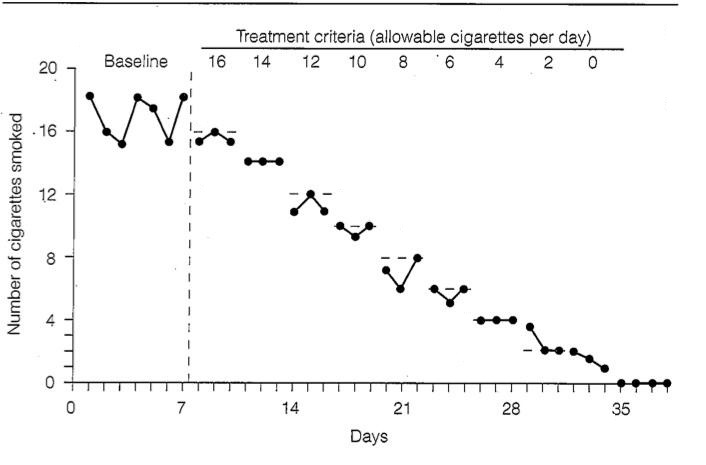 Treatment criteria (allowable cigarettes per day)
Baseline 16 14 12 10 8 6 4 2 0
20
16
12
8
4
0
Number of cigarettes smoked
0 7 14 21 28 35
Days